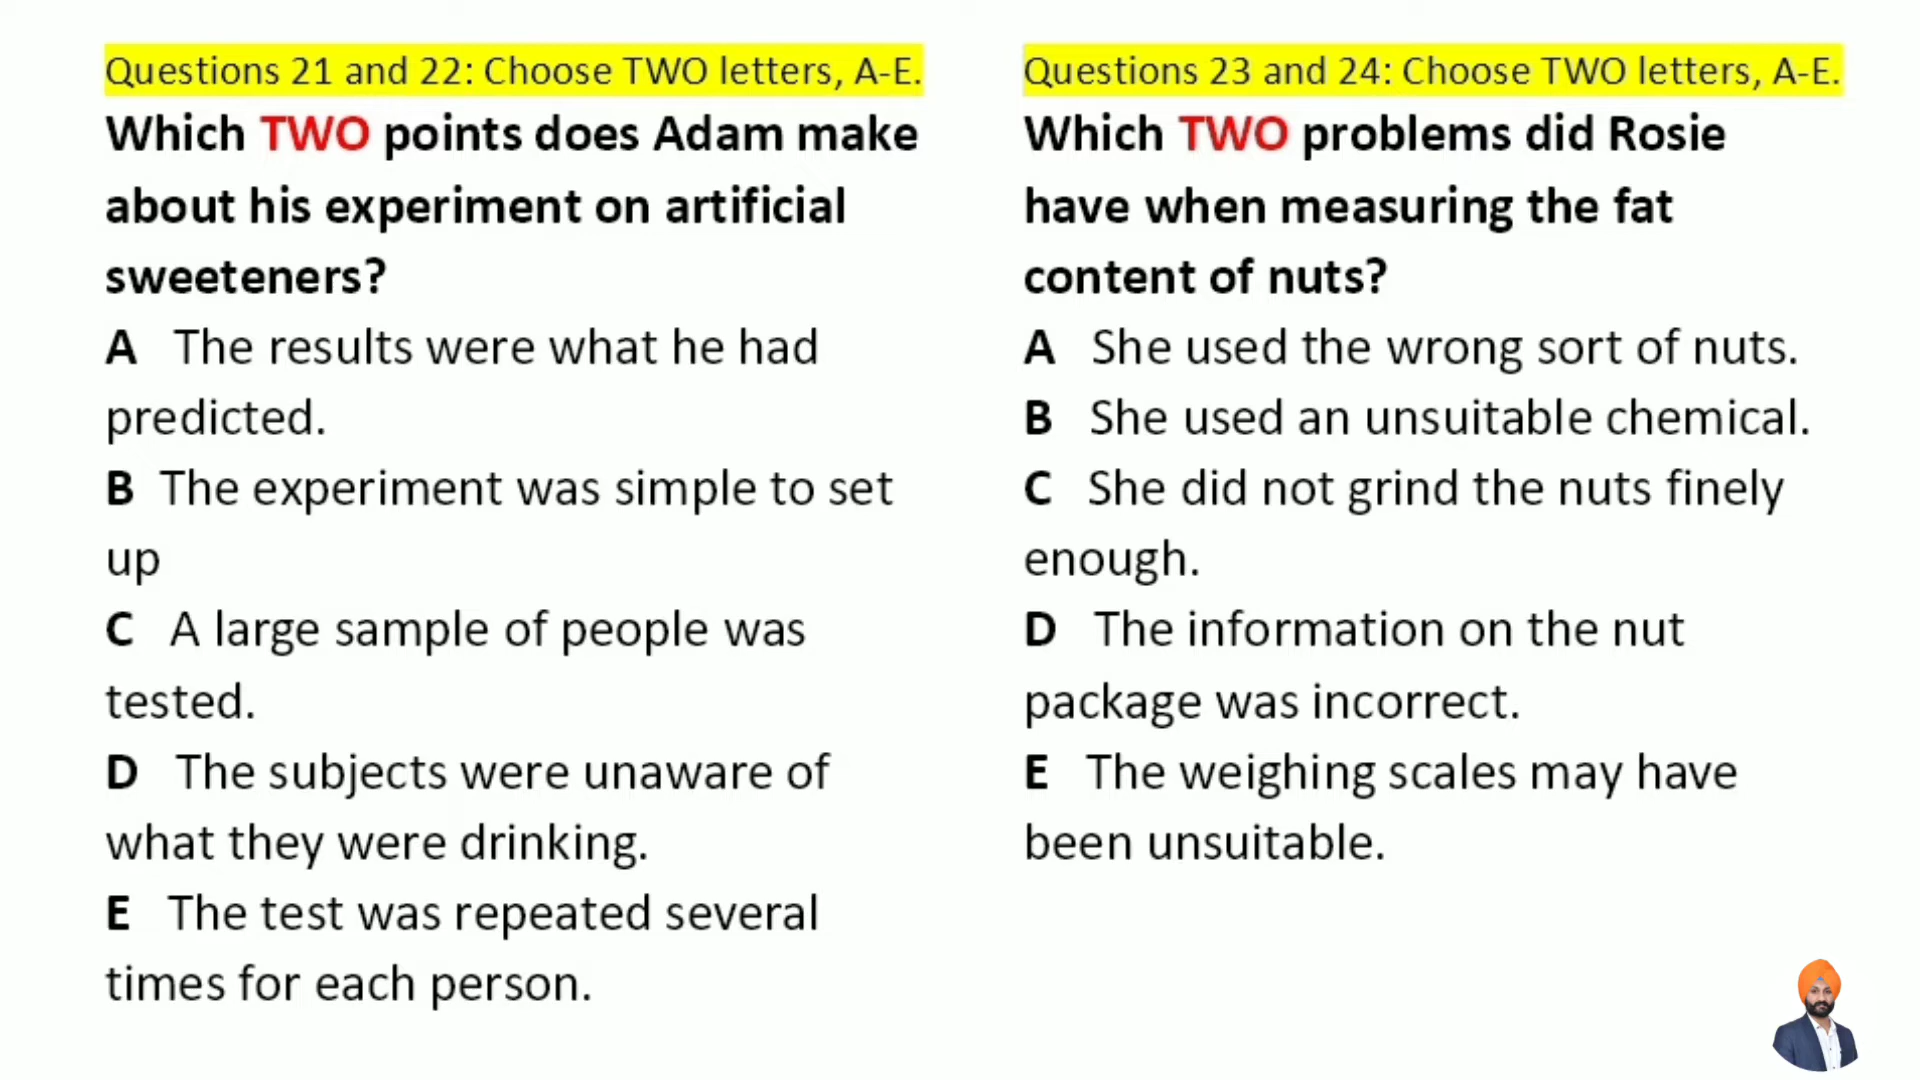 Questions 21 and 22: Choose TWO letters, A-E.
Which TWO points does Adam make
about his experiment on artificial
sweeteners?
A The results were what he had
predicted.
B The experiment was simple to set
up
C A large sample of people was
tested.
D The subjects were unaware of
what they were drinking.
E The test was repeated several
times for each person.
Questions 23 and 24: Choose TWO letters, A-E.
Which TWO problems did Rosie
have when measuring the fat
content of nuts?
A She used the wrong sort of nuts.
B She used an unsuitable chemical.
C She did not grind the nuts finely
enough.
D The information on the nut
package was incorrect.
E The weighing scales may have
been unsuitable.